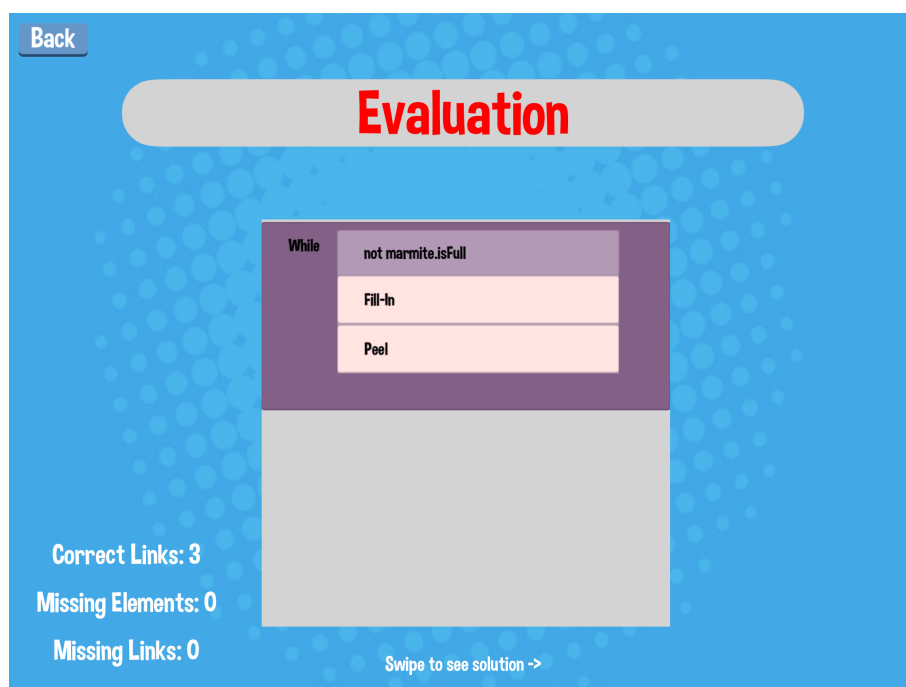 Back
Evaluation
While
not marmite.isFull
Fill-In
Peel
Correct Links: 3
Missing Elements: 0
Missing Links: 0
Swipe to see solution ->